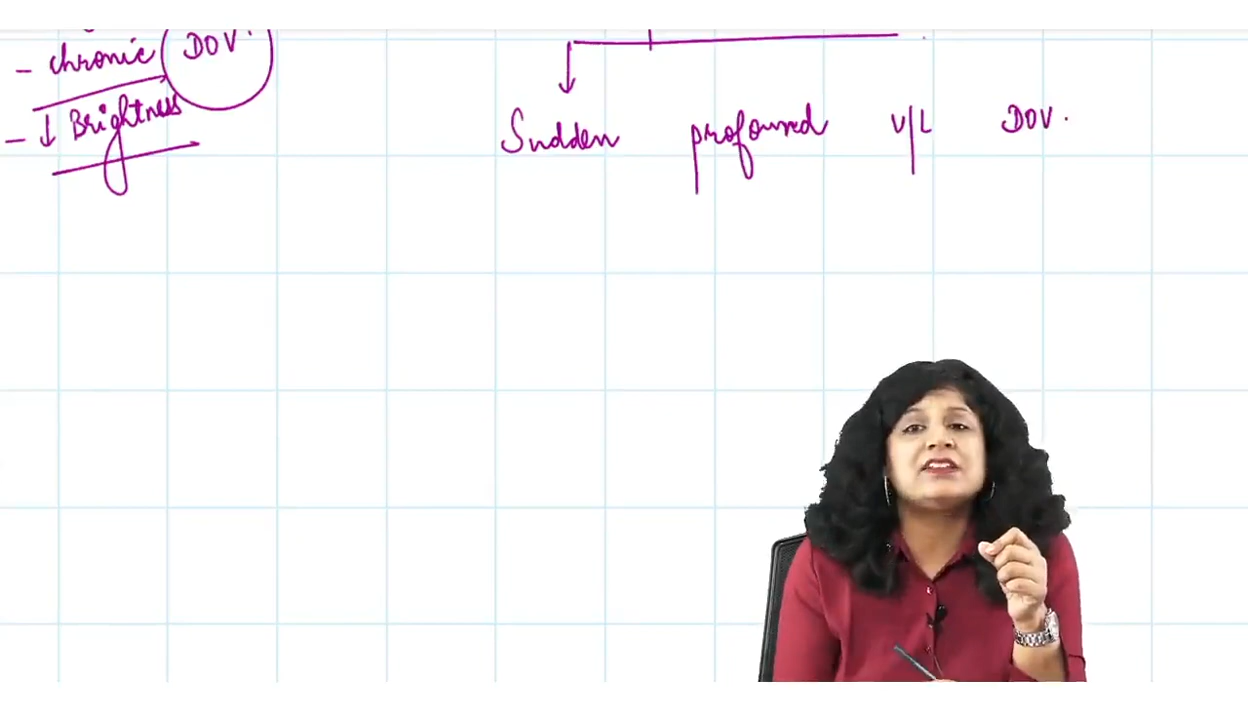 - chronic DOV.
- ↓ Brightness
Sudden profound U/L DOV.